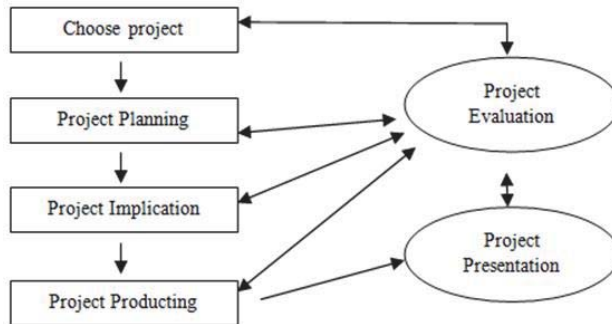 Choose project
Project Planning
Project Implication
Project Producting
Project
Evaluation
Project
Presentation